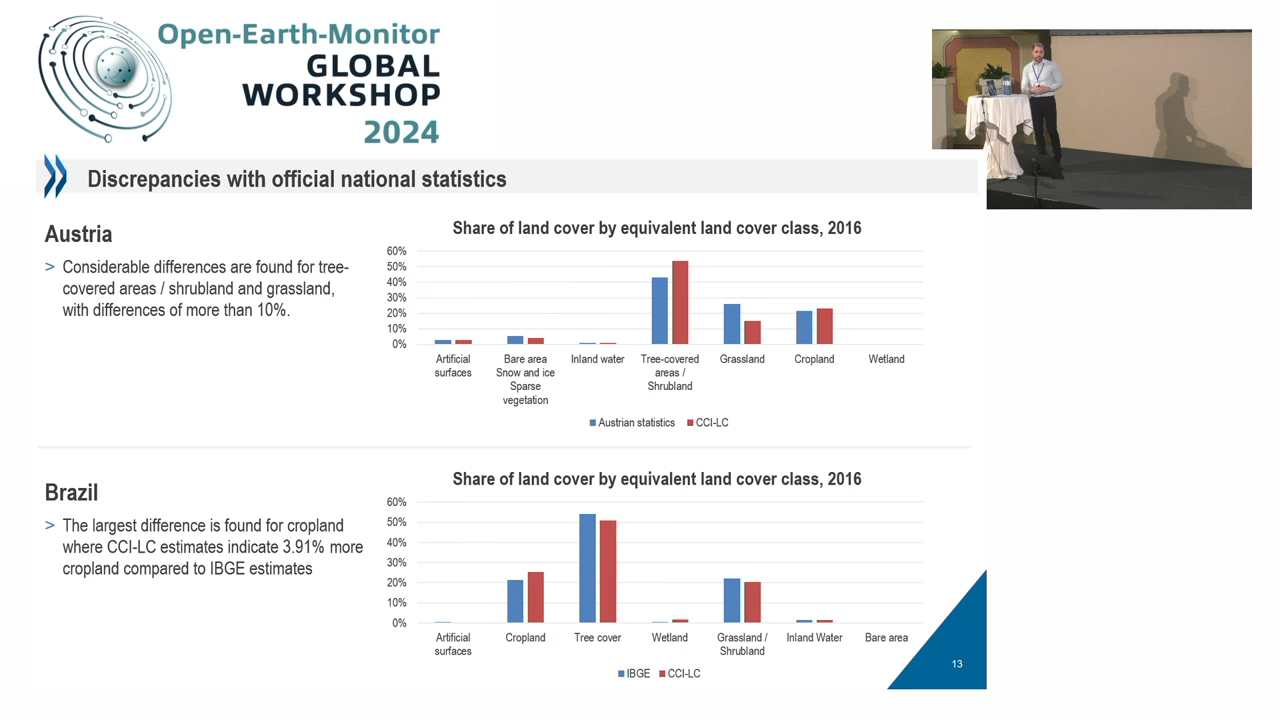 Open-Earth-Monitor
GLOBAL
WORKSHOP
2024
Discrepancies with official national statistics
Austria
> Considerable differences are found for tree-
covered areas / shrubland and grassland,
with differences of more than 10%.
Share of land cover by equivalent land cover class, 2016
60%
50%
40%
30%
20%
10%
0%
Artificial
surfaces
Bare area
Snow and ice
Sparse
vegetation
Inland water
Tree-covered
areas /
Shrubland
Grassland
Cropland
Wetland
Austrian statistics
CCI-LC
Brazil
> The largest difference is found for cropland
where CCI-LC estimates indicate 3.91% more
cropland compared to IBGE estimates
Share of land cover by equivalent land cover class, 2016
60%
50%
40%
30%
20%
10%
0%
Artificial
surfaces
Cropland
Tree cover
Wetland
Grassland /
Shrubland
Inland Water
Bare area
IBGE
CCI-LC
13